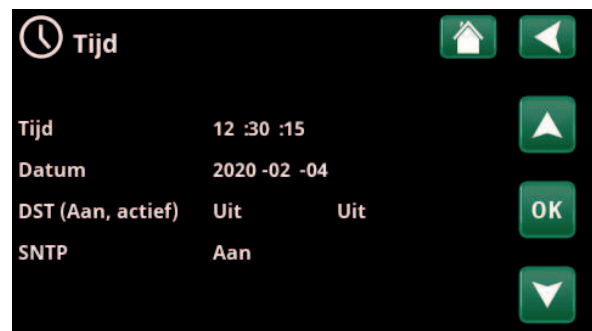 Tijd
Tijd 12 :30 :15
Datum 2020 -02 -04
DST (Aan, actief) Uit Uit
OK
SNTP Aan